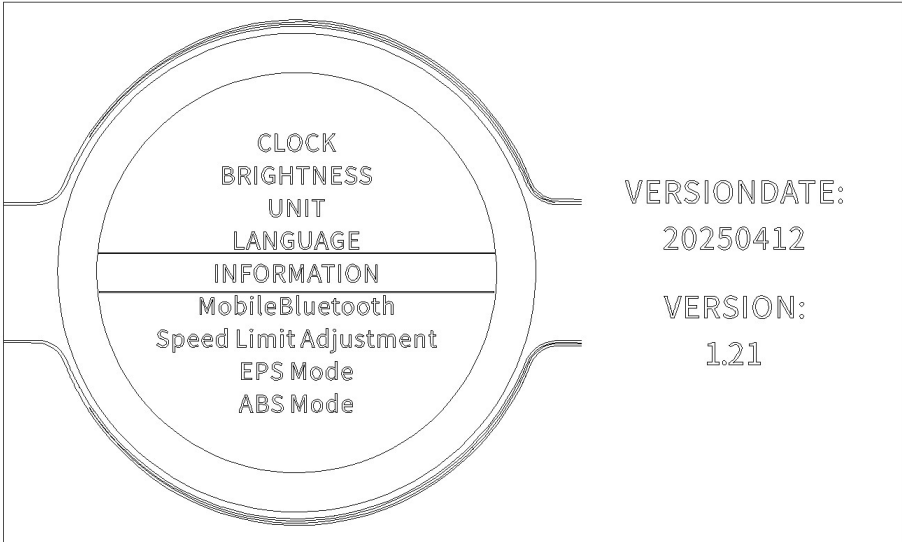 CLOCK
BRIGHTNESS
UNIT
LANGUAGE
INFORMATION
MobileBluetooth
Speed Limit Adjustment
EPS Mode
ABS Mode
VERSIONDATE:
20250412
VERSION:
1.21